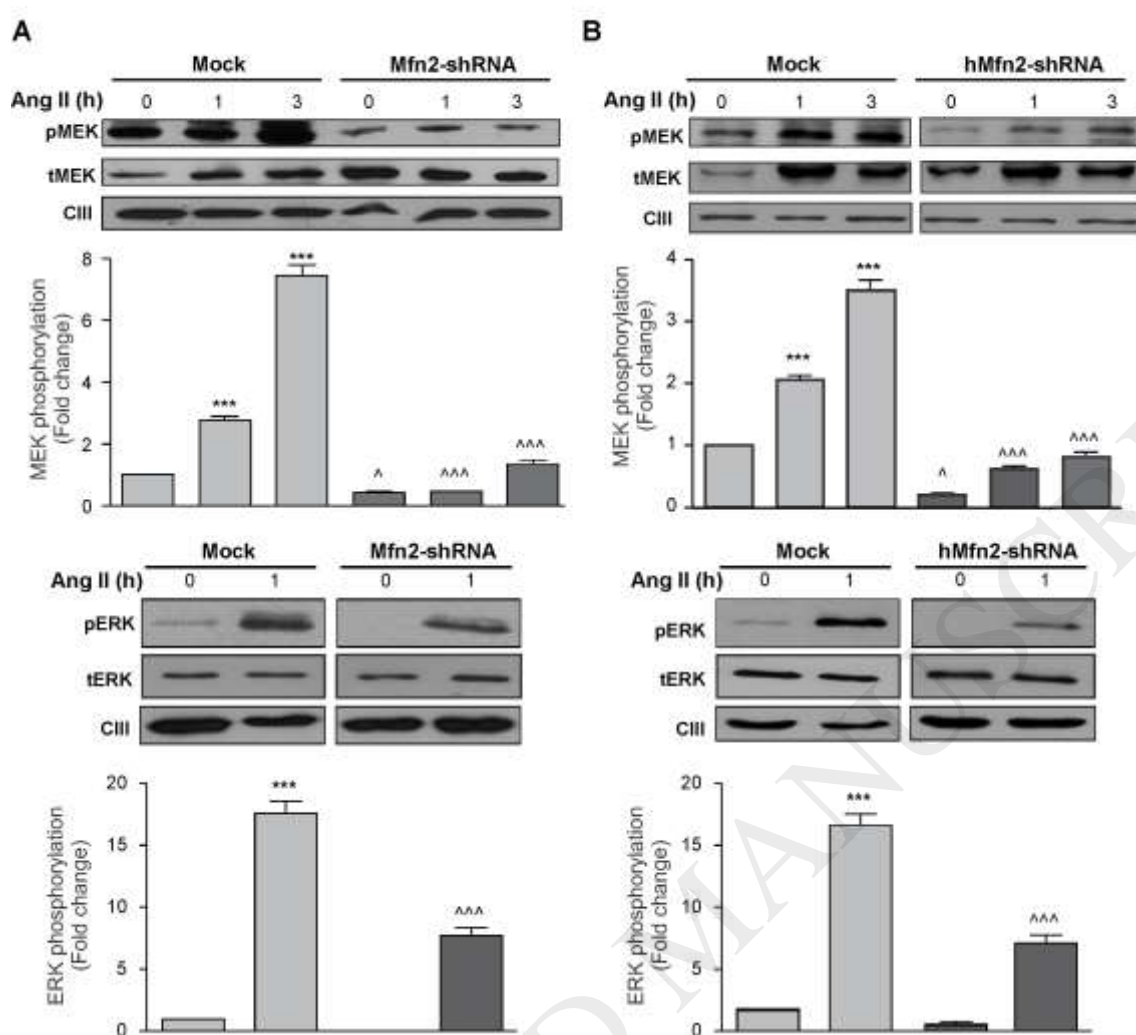 A
Mock Mfn2-shRNA
Ang II (h) 0 1 3 0 1 3
pMEK
tMEK
CIII
MEK phosphorylation
(Fold change)
8
6
4
2
0
***
***
^
^^^
^^^
Mock Mfn2-shRNA
Ang II (h) 0 1 0 1
pERK
tERK
CIII
ERK phosphorylation
(Fold change)
20
15
10
5
0
***
^^^
B
Mock hMfn2-shRNA
Ang II (h) 0 1 3 0 1 3
pMEK
tMEK
CIII
MEK phosphorylation
(Fold change)
4
3
2
1
0
***
***
^
^^^
^^^
Mock hMfn2-shRNA
Ang II (h) 0 1 0 1
pERK
tERK
CIII
ERK phosphorylation
(Fold change)
20
15
10
5
0
***
^^^
D MANUSCR